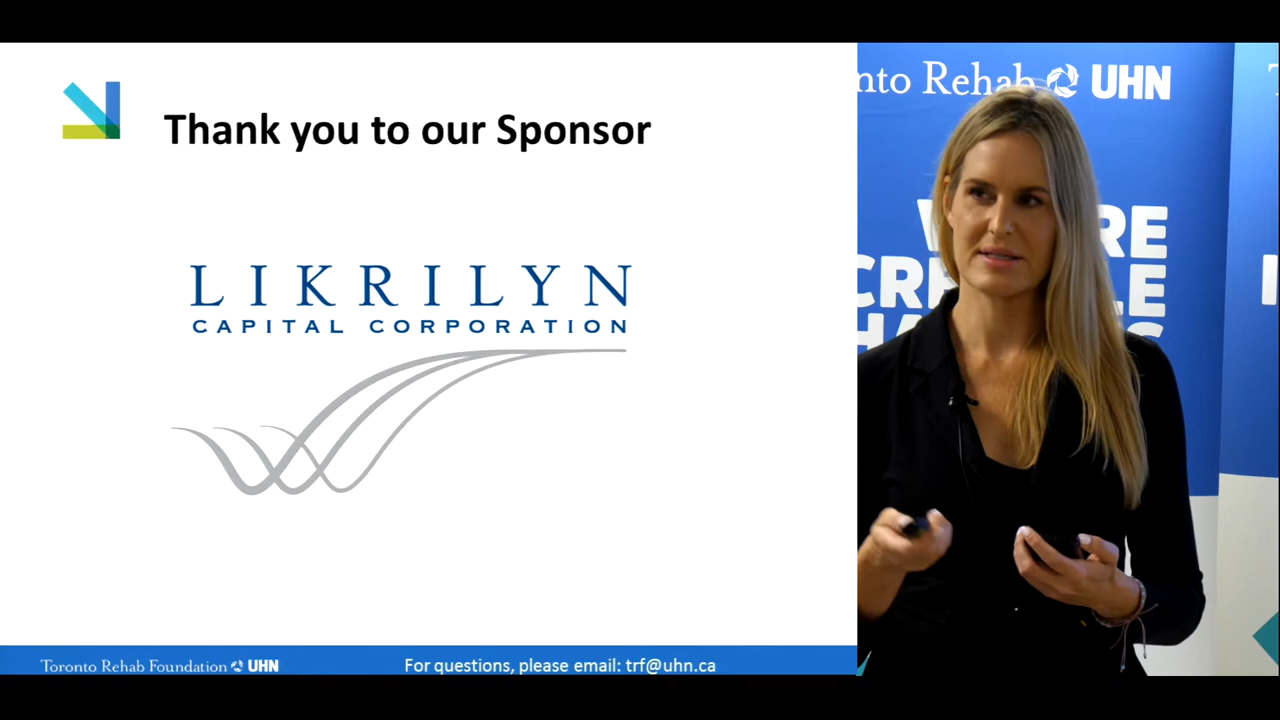 Thank you to our Sponsor
LIKRILYN
CAPITAL CORPORATION
Toronto Rehab Foundation UHN
For questions, please email: trf@uhn.ca
nto Rehab UHN